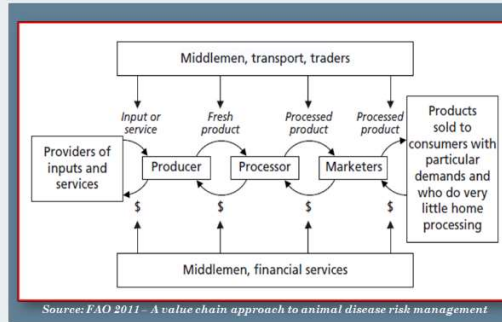 Middlemen, transport, traders
Input or
service
Fresh
product
Processed
product
Processed
product
Providers of
inputs and
services
Producer
Processor
Marketers
Products
sold to
consumers with
particular
demands and
who do very
little home
processing
$
$
$
$
Middlemen, financial services
Source: FAO 2011 – A value chain approach to animal disease risk management